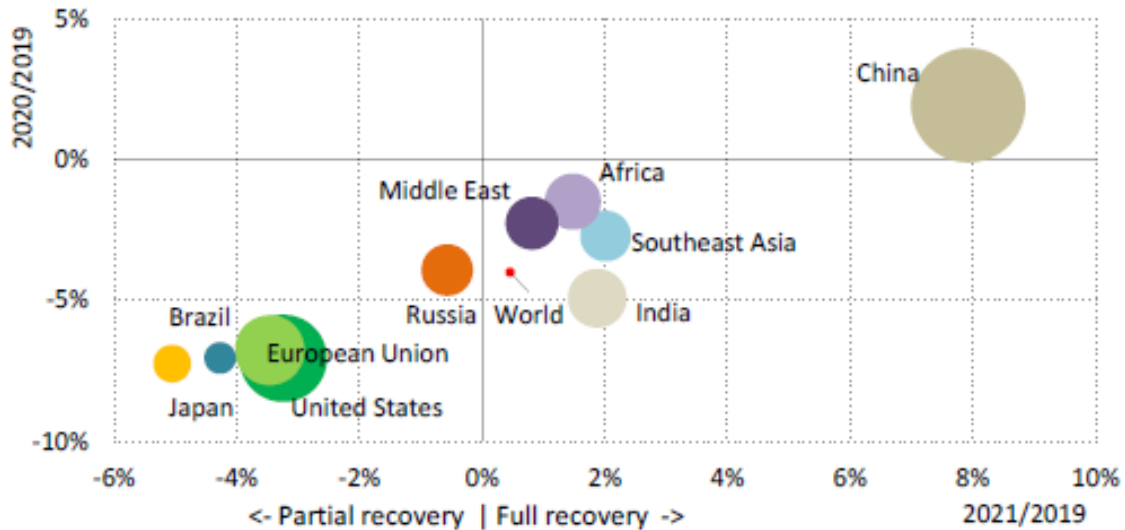 5%
2020/2019
China
0%
Middle East
Africa
Southeast Asia
-5%
Russia
World
India
Brazil
European Union
Japan
United States
-10%
-6%
-4%
-2%
0%
2%
4%
6%
8%
10%
<- Partial recovery | Full recovery ->
2021/2019